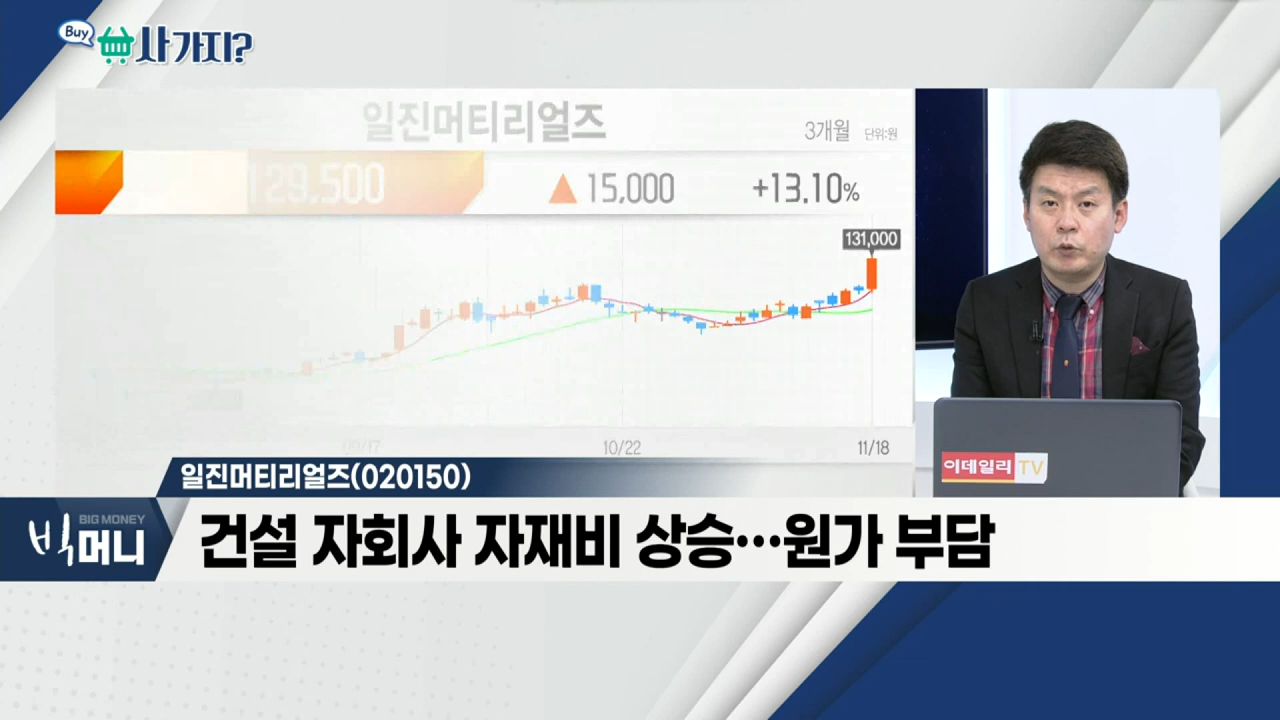 Buy
사가지?
일진머티리얼즈
3개월 단위:원
129,500 ▲ 15,000 +13.10%
131,000
09/17 10/22 11/18
이데일리TV
일진머티리얼즈(020150)
BIG MONEY
빅머니
건설 자회사 자재비 상승…원가 부담